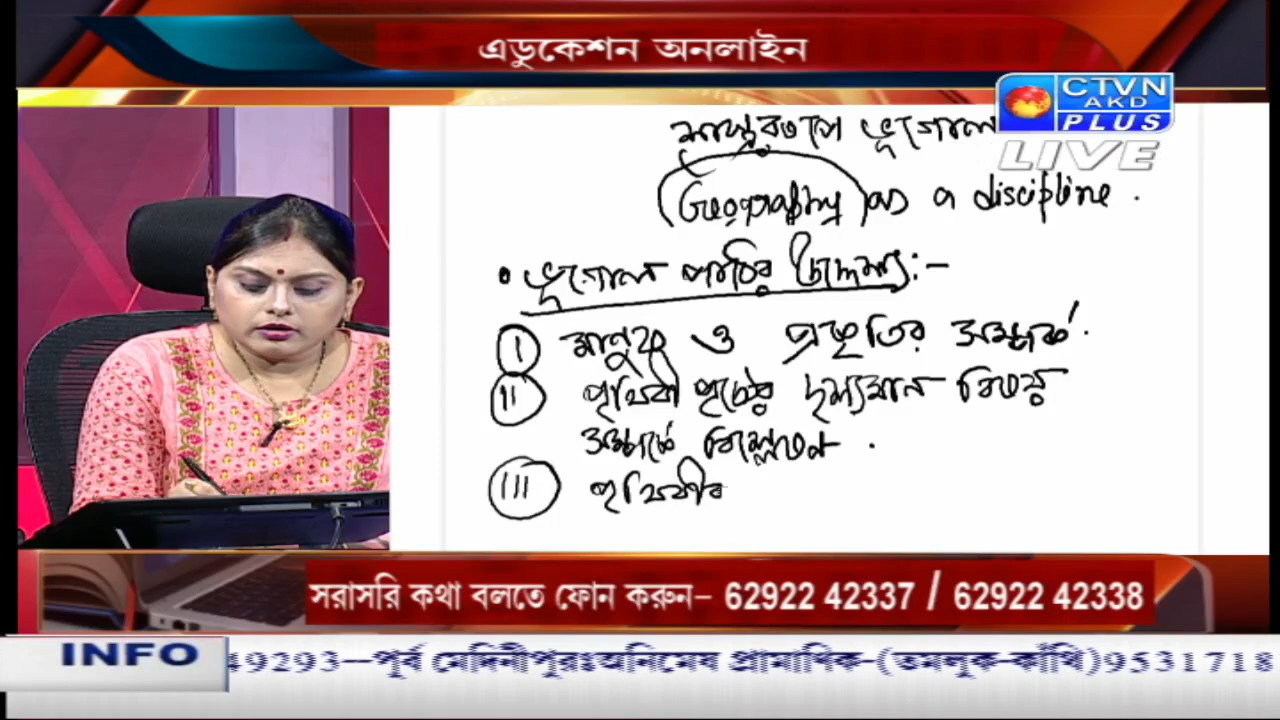 এডুকেশন অনলাইন
CTVN
AKD
PLUS
LIVE
শাস্ত্ররূপে ভূগোল
Geography as a discipline.
• ভূগোল পাঠের উদ্দেশ্য:-
I মানুষ ও প্রকৃতির সম্পর্ক.
II পৃথিবী পৃষ্ঠের দৃশ্যমান বিষয়
সম্পর্কে বিশ্লেষণ.
III পৃথিবীর
সরাসরি কথা বলতে ফোন করুন– 62922 42337 / 62922 42338
INFO
49293--পূর্ব মেদিনীপুরঃঅনিমেষ প্রামাণিক-(তমলুক-কাঁথি)9531718